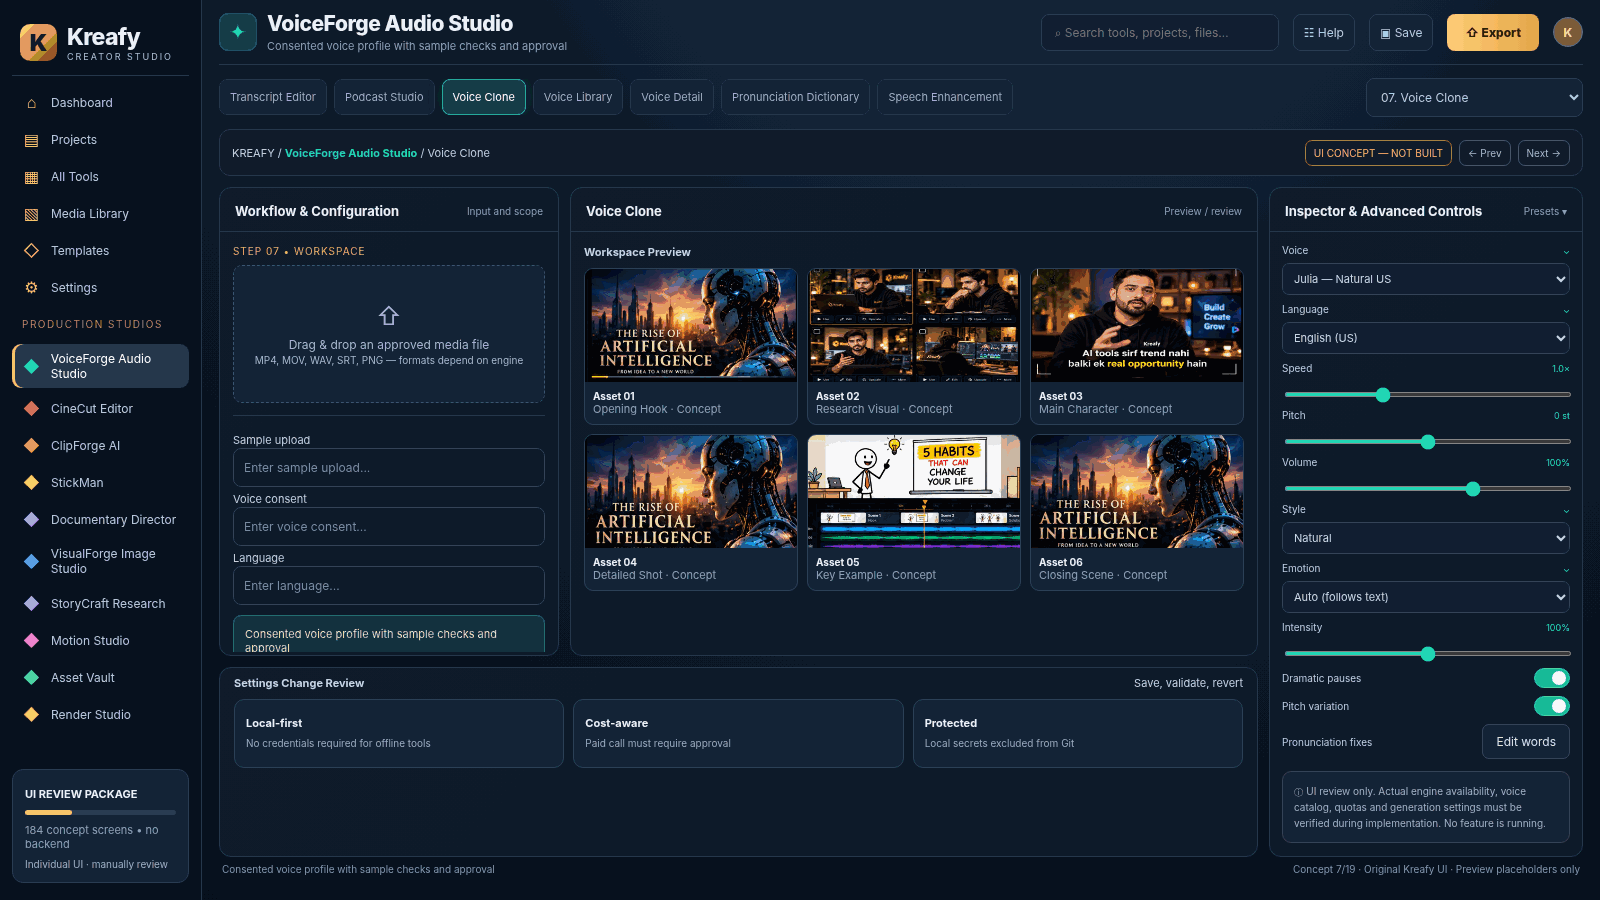 K Kreafy
CREATOR STUDIO
Dashboard
Projects
All Tools
Media Library
Templates
Settings
PRODUCTION STUDIOS
VoiceForge Audio
Studio
CineCut Editor
ClipForge AI
StickMan
Documentary Director
VisualForge Image
Studio
StoryCraft Research
Motion Studio
Asset Vault
Render Studio
UI REVIEW PACKAGE
184 concept screens • no
backend
Individual UI · manually review
VoiceForge Audio Studio
Consented voice profile with sample checks and approval
Search tools, projects, files...
Help
Save
Export
K
Transcript Editor
Podcast Studio
Voice Clone
Voice Library
Voice Detail
Pronunciation Dictionary
Speech Enhancement
07. Voice Clone
KREAFY / VoiceForge Audio Studio / Voice Clone
UI CONCEPT — NOT BUILT
← Prev
Next →
Workflow & Configuration
Input and scope
STEP 07 • WORKSPACE
Drag & drop an approved media file
MP4, MOV, WAV, SRT, PNG — formats depend on engine
Sample upload
Enter sample upload...
Voice consent
Enter voice consent...
Language
Enter language...
Consented voice profile with sample checks and
approval
Voice Clone
Preview / review
Workspace Preview
THE RISE OF
ARTIFICIAL
INTELLIGENCE
FROM IDEA TO A NEW WORLD
Asset 01
Opening Hook · Concept
Asset 02
Research Visual · Concept
Build
Create
Grow
Kreafy
AI tools sirf trend nahi
balki ek real opportunity hain
Asset 03
Main Character · Concept
THE RISE OF
ARTIFICIAL
INTELLIGENCE
FROM IDEA TO A NEW WORLD
Asset 04
Detailed Shot · Concept
5 HABITS
THAT CAN
CHANGE
YOUR LIFE
Asset 05
Key Example · Concept
THE RISE OF
ARTIFICIAL
INTELLIGENCE
FROM IDEA TO A NEW WORLD
Asset 06
Closing Scene · Concept
Settings Change Review
Save, validate, revert
Local-first
No credentials required for offline tools
Cost-aware
Paid call must require approval
Protected
Local secrets excluded from Git
Inspector & Advanced Controls
Presets ▾
Voice
Julia — Natural US
Language
English (US)
Speed
1.0×
Pitch
0 st
Volume
100%
Style
Natural
Emotion
Auto (follows text)
Intensity
100%
Dramatic pauses
Pitch variation
Pronunciation fixes
Edit words
ⓘ UI review only. Actual engine availability, voice
catalog, quotas and generation settings must be
verified during implementation. No feature is running.
Consented voice profile with sample checks and approval
Concept 7/19 · Original Kreafy UI · Preview placeholders only